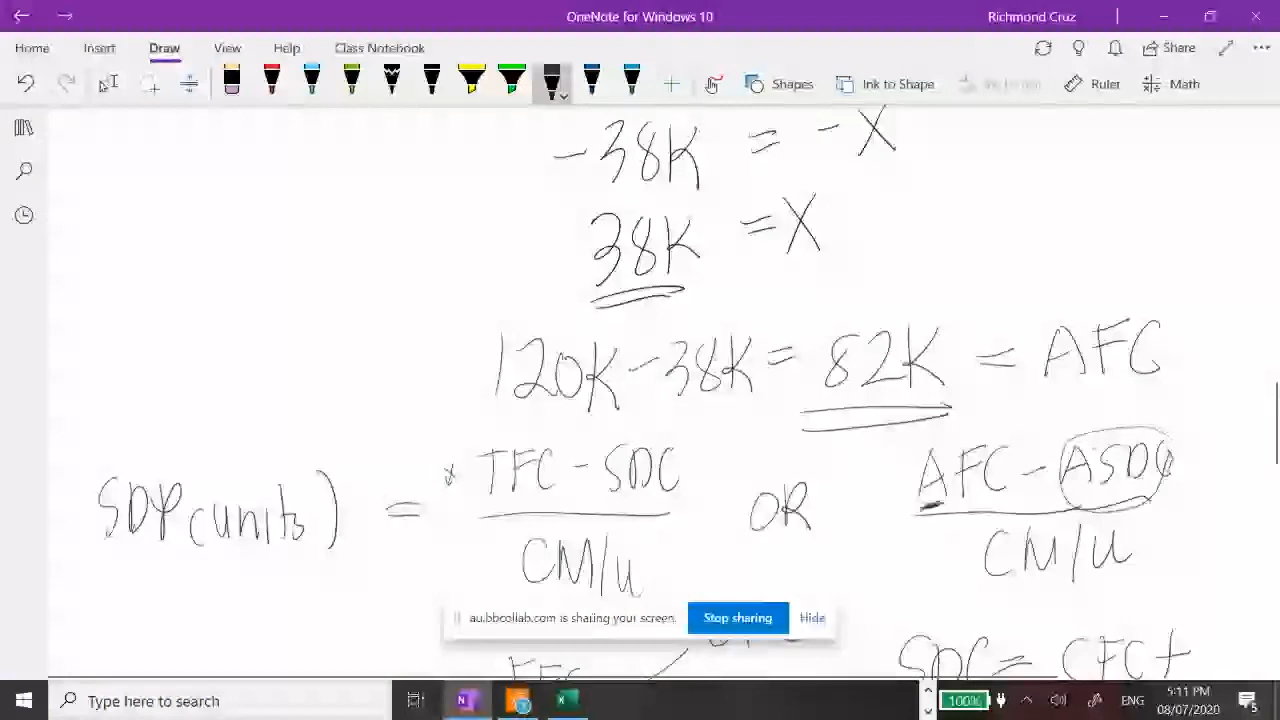 OneNote for Windows 10
Richmond Cruz
Home Insert Draw View Help Class Notebook
Share
Shapes Ink to Shape Ruler Math
-38K = -X
38K = X
120K - 38K = 82K = AFC
SDP(units) = * TFC - SDC OR AFC - ASDC
CM/u CM/u
au.bbcollab.com is sharing your screen. Stop sharing Hide
SDC = CFC +
Type here to search
100%
ENG
5:11 PM
08/07/2020
3